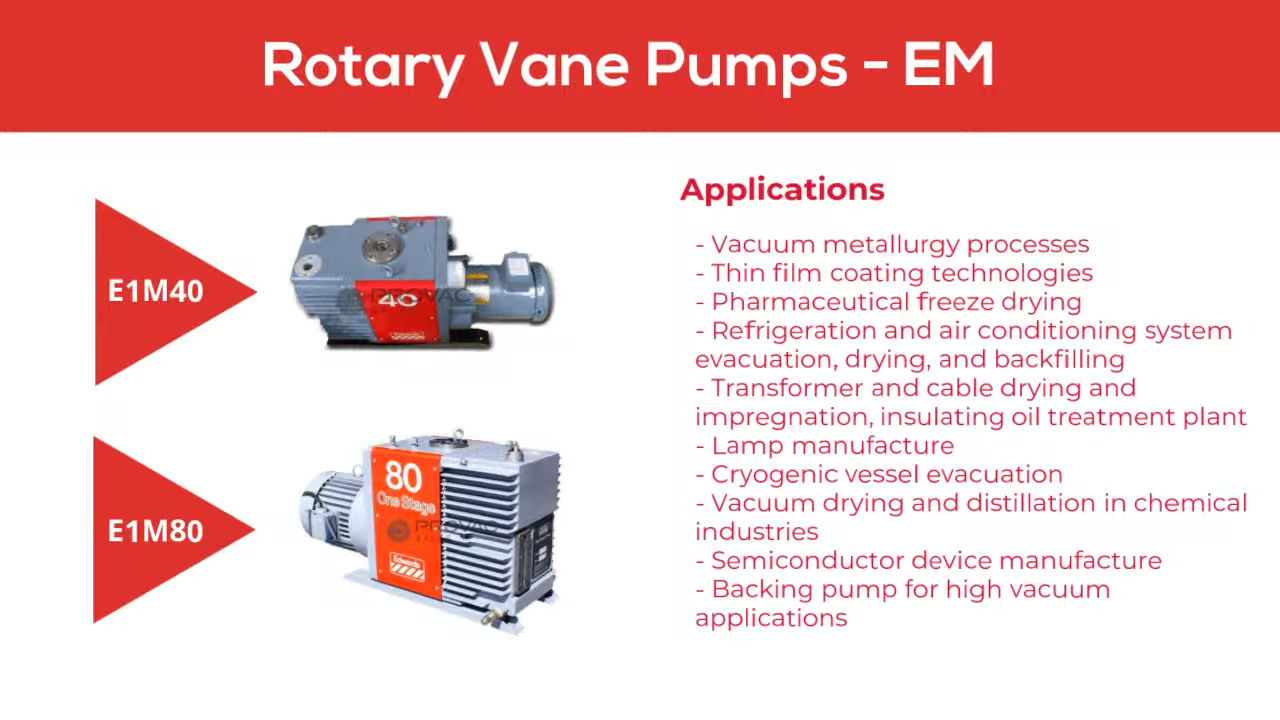 Rotary Vane Pumps - EM
Applications
- Vacuum metallurgy processes
- Thin film coating technologies
- Pharmaceutical freeze drying
- Refrigeration and air conditioning system
evacuation, drying, and backfilling
- Transformer and cable drying and
impregnation, insulating oil treatment plant
- Lamp manufacture
- Cryogenic vessel evacuation
- Vacuum drying and distillation in chemical
industries
- Semiconductor device manufacture
- Backing pump for high vacuum
applications
E1M40
40
PROVAC
E1M80
80
One Stage
PROVAC
Edwards